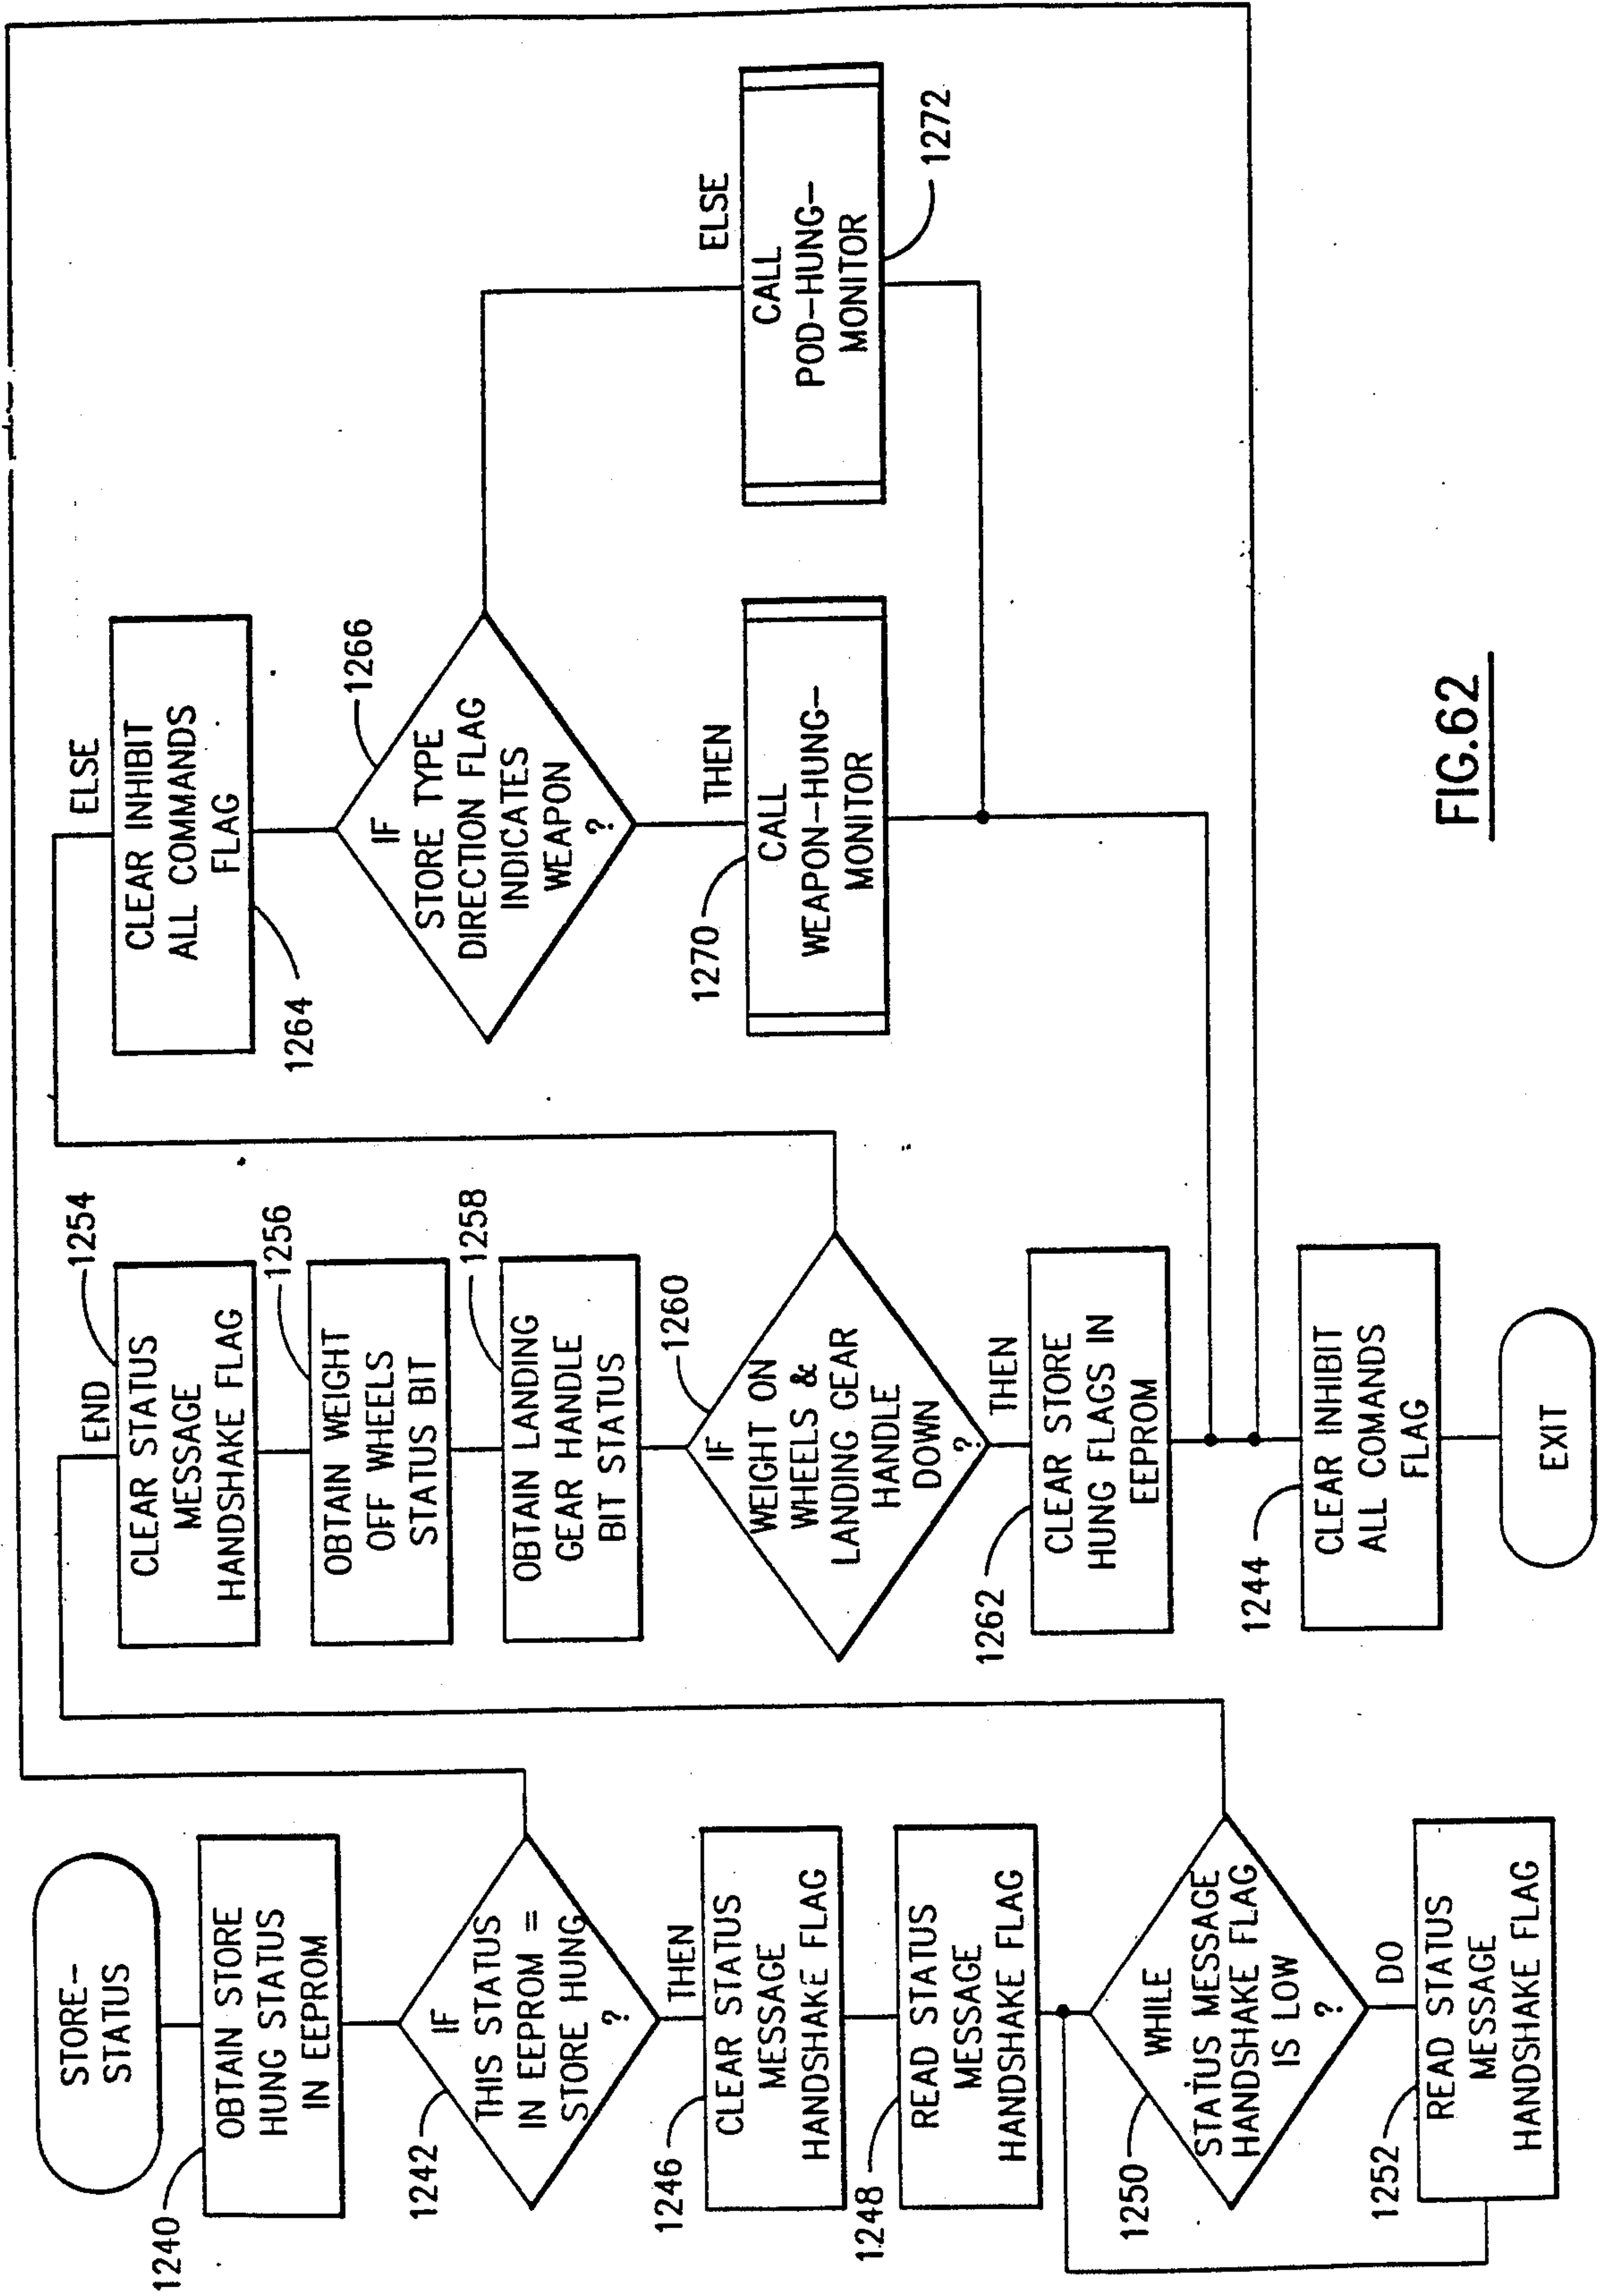 STORE-
STATUS
1240
OBTAIN STORE
HUNG STATUS
IN EEPROM
1242
IF
THIS STATUS
IN EEPROM =
STORE HUNG
?
THEN
1246
CLEAR STATUS
MESSAGE
HANDSHAKE FLAG
1248
READ STATUS
MESSAGE
HANDSHAKE FLAG
1250
WHILE
STATUS MESSAGE
HANDSHAKE FLAG
IS LOW
?
DO
1252
READ STATUS
MESSAGE
HANDSHAKE FLAG
END
1254
CLEAR STATUS
MESSAGE
HANDSHAKE FLAG
1256
OBTAIN WEIGHT
OFF WHEELS
STATUS BIT
1258
OBTAIN LANDING
GEAR HANDLE
BIT STATUS
1260
IF
WEIGHT ON
WHEELS &
LANDING GEAR
HANDLE
DOWN
?
THEN
1262
CLEAR STORE
HUNG FLAGS IN
EEPROM
1244
CLEAR INHIBIT
ALL COMANDS
FLAG
EXIT
ELSE
CLEAR INHIBIT
ALL COMMANDS
FLAG
1264
1266
IF
STORE TYPE
DIRECTION FLAG
INDICATES
WEAPON
?
THEN
1270
CALL
WEAPON-HUNG-
MONITOR
ELSE
CALL
POD-HUNG-
MONITOR
1272
FIG.62